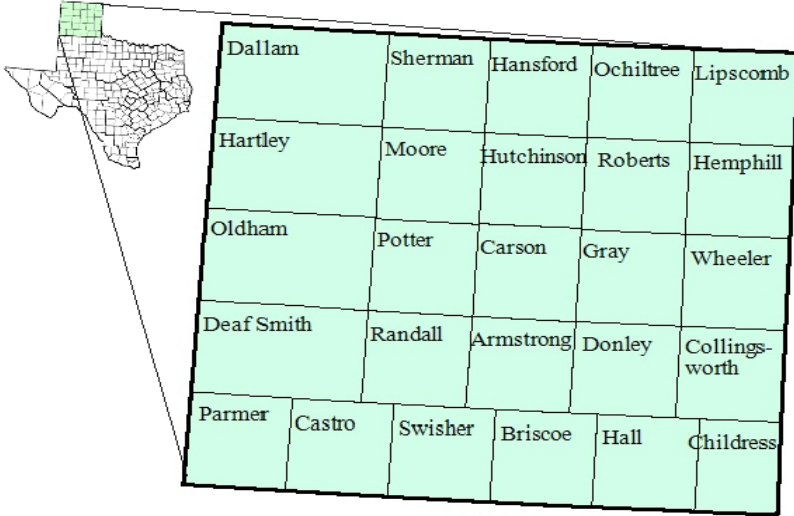 Dallam
Sherman
Hansford
Ochiltree
Lipscomb
Hartley
Moore
Hutchinson
Roberts
Hemphill
Oldham
Potter
Carson
Gray
Wheeler
Deaf Smith
Randall
Armstrong
Donley
Collings-
worth
Parmer
Castro
Swisher
Briscoe
Hall
Childress